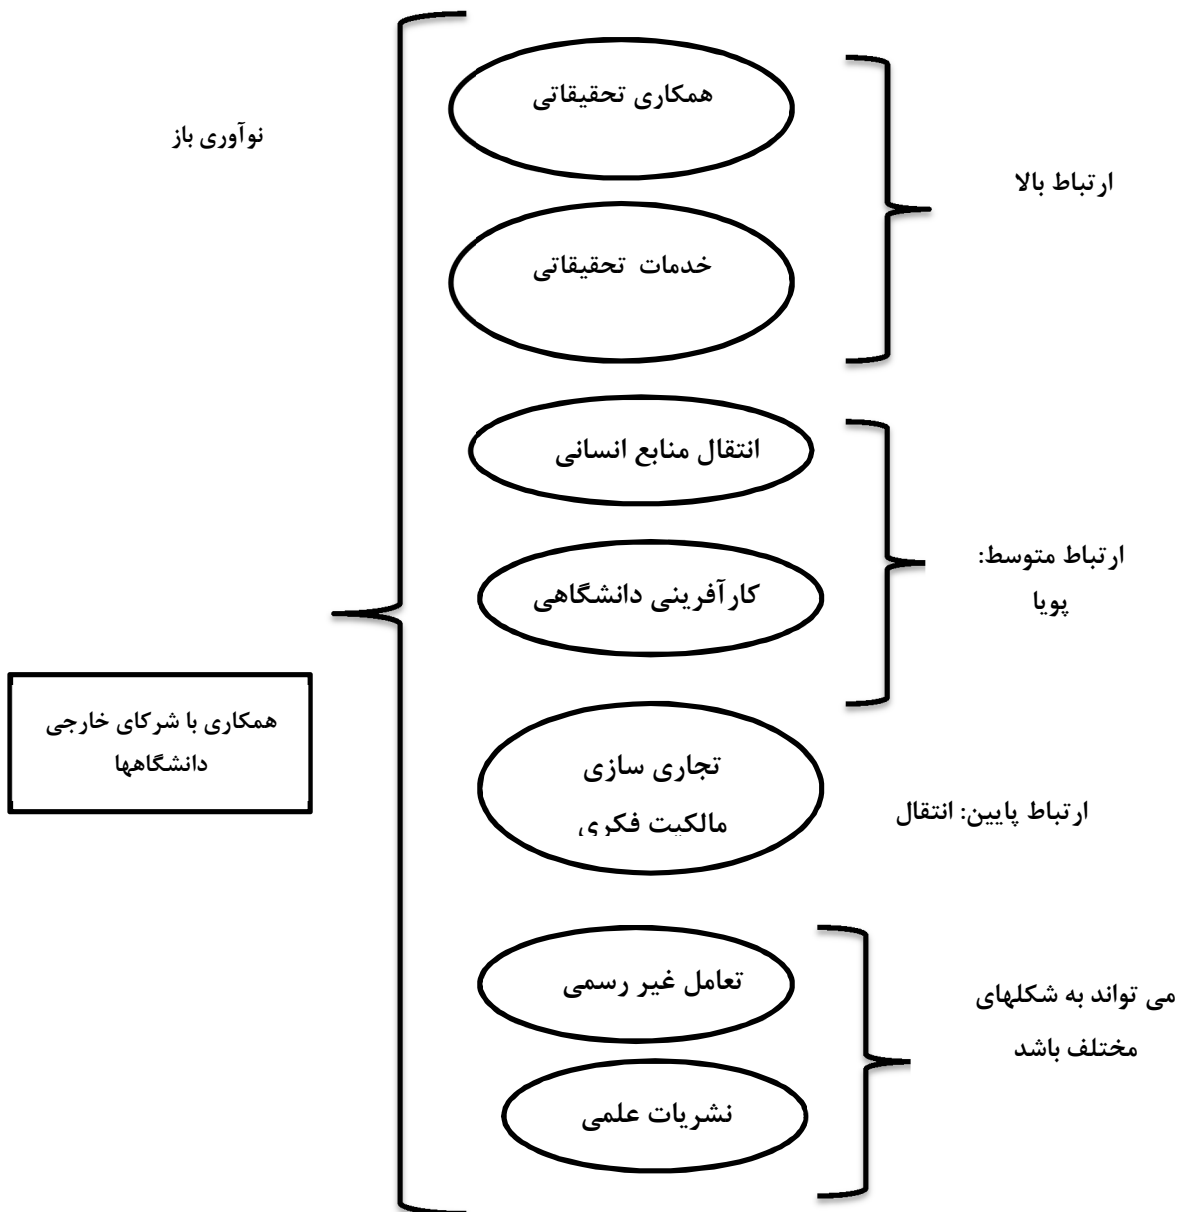 نوآوری باز
همکاری تحقیقاتی
خدمات تحقیقاتی
ارتباط بالا
انتقال منابع انسانی
کارآفرینی دانشگاهی
ارتباط متوسط:
پویا
همکاری با شرکای خارجی
دانشگاهها
تجاری سازی
مالکیت فکری
ارتباط پایین: انتقال
تعامل غیر رسمی
نشریات علمی
می تواند به شکلهای
مختلف باشد